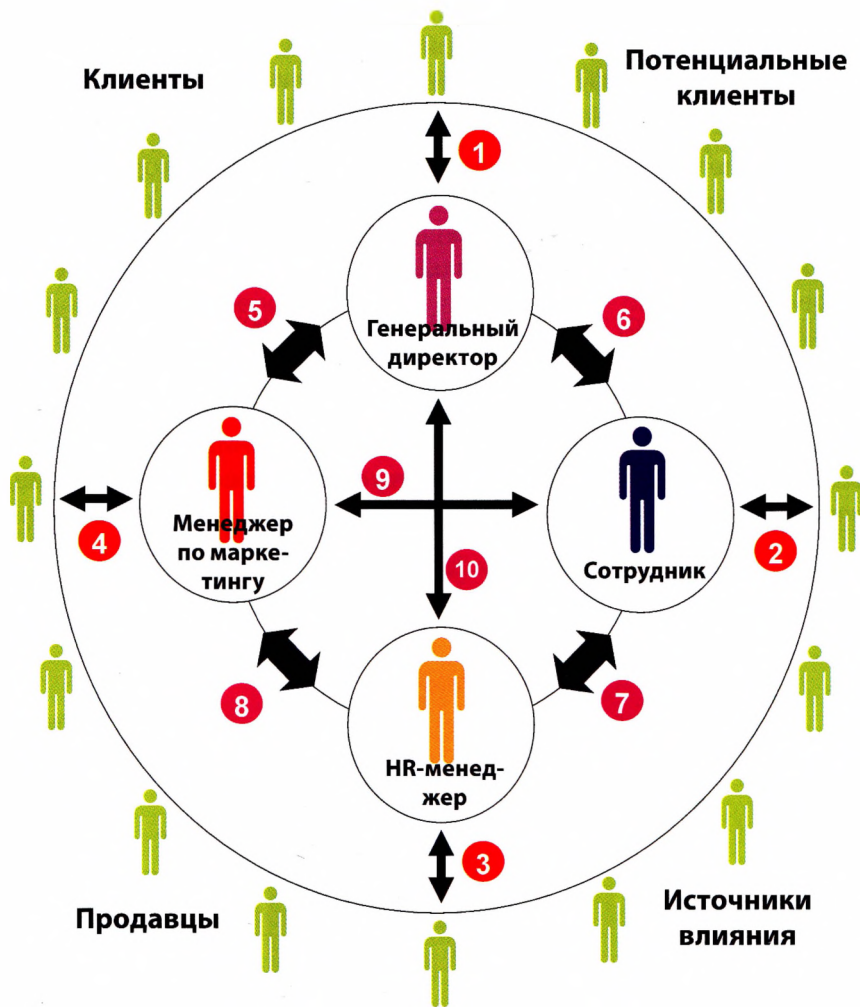 Клиенты
Потенциальные
клиенты
1
Генеральный
директор
5
6
Менеджер
по марке-
тингу
4
9
10
Сотрудник
2
8
7
HR-менед-
жер
3
Продавцы
Источники
влияния